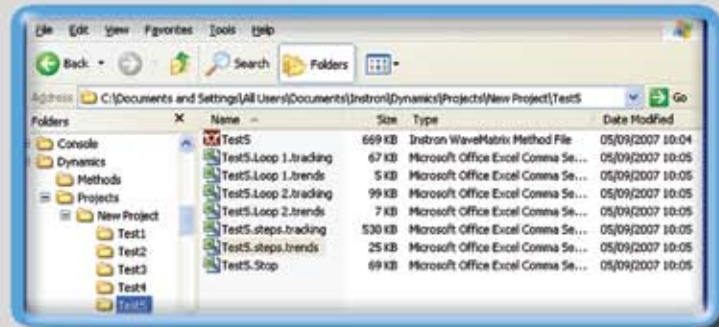 File Edit View Favorites Tools Help
Back Search Folders
Address C:\Documents and Settings\All Users\Documents\Instron\Dynamics\Projects\New Project\Test5 Go
Folders × Name Size Type Date Modified
Console Test5 669 KB Instron WaveMatrix Method File 05/09/2007 10:04
Dynamics Test5.Loop 1.tracking 67 KB Microsoft Office Excel Comma Se... 05/09/2007 10:05
Methods Test5.Loop 1.trends 5 KB Microsoft Office Excel Comma Se... 05/09/2007 10:05
Projects Test5.Loop 2.tracking 99 KB Microsoft Office Excel Comma Se... 05/09/2007 10:05
New Project Test5.Loop 2.trends 7 KB Microsoft Office Excel Comma Se... 05/09/2007 10:05
Test1 Test5.steps.tracking 530 KB Microsoft Office Excel Comma Se... 05/09/2007 10:05
Test2 Test5.steps.trends 25 KB Microsoft Office Excel Comma Se... 05/09/2007 10:05
Test3 Test5.Stop 69 KB Microsoft Office Excel Comma Se... 05/09/2007 10:05
Test4
Test5